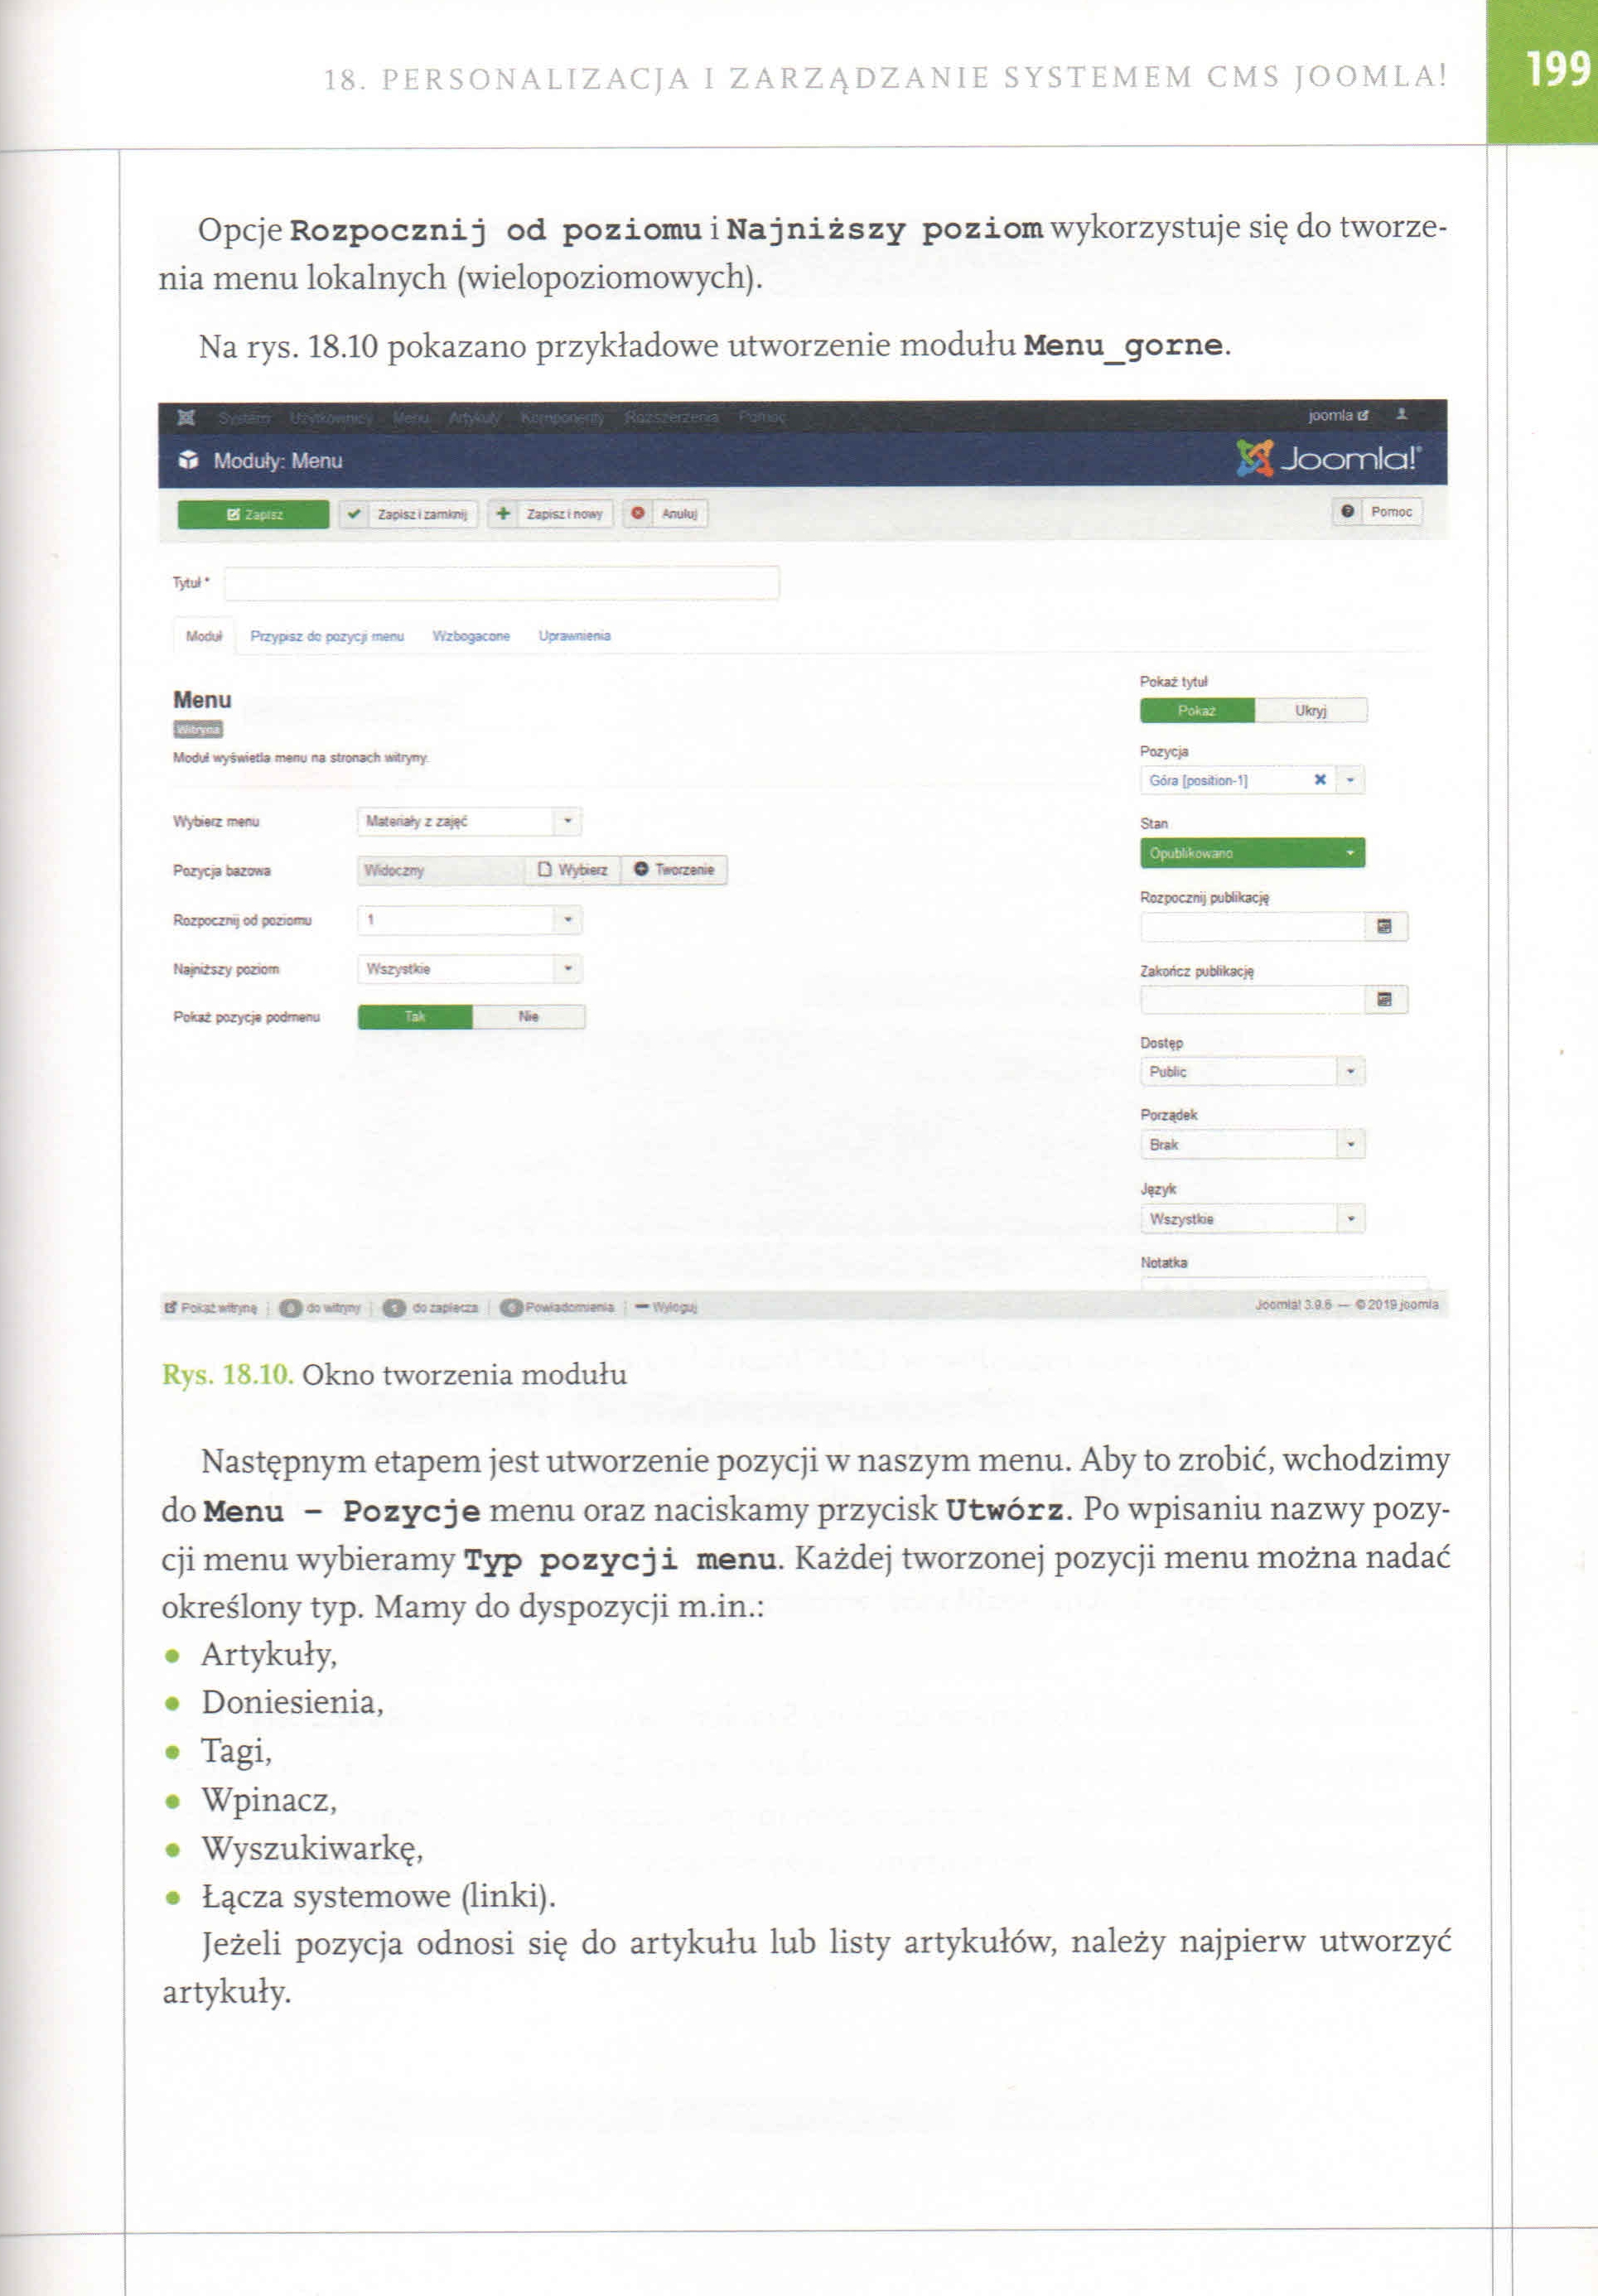 18. PERSONALIZACJA I ZARZĄDZANIE SYSTEMEM CMS JOOMLA!
199
Opcje Rozpocznij od poziomu i Najniższy poziom wykorzystuje się do tworze-
nia menu lokalnych (wielopoziomowych).
Na rys. 18.10 pokazano przykładowe utworzenie modułu Menu_gorne.
System Użytkownicy Menu Artykuły Komponenty Rozszerzenia Pomoc joomla
Moduły: Menu Joomla!®
Zapisz Zapisz i zamknij Zapisz i nowy Anuluj Pomoc
Tytuł *
Moduł Przypisz do pozycji menu Wzbogacone Uprawnienia
Menu
Witryna
Moduł wyświetla menu na stronach witryny.
Wybierz menu Materiały z zajęć
Pozycja bazowa Widoczny Wybierz Tworzenie
Rozpocznij od poziomu 1
Najniższy poziom Wszystkie
Pokaż pozycje podmenu Tak Nie
Pokaż tytuł
Pokaż Ukryj
Pozycja
Góra [position-1]
Stan
Opublikowano
Rozpocznij publikację
Zakończ publikację
Dostęp
Public
Porządek
Brak
Język
Wszystkie
Notatka
Pokaż witrynę 0 do witryny 1 do zaplecza 0 Powiadomienia Wyloguj Joomla! 3.9.6 — © 2019 joomla
Rys. 18.10. Okno tworzenia modułu
Następnym etapem jest utworzenie pozycji w naszym menu. Aby to zrobić, wchodzimy
do Menu – Pozycje menu oraz naciskamy przycisk Utwórz. Po wpisaniu nazwy pozy-
cji menu wybieramy Typ pozycji menu. Każdej tworzonej pozycji menu można nadać
określony typ. Mamy do dyspozycji m.in.:
• Artykuły,
• Doniesienia,
• Tagi,
• Wpinacz,
• Wyszukiwarkę,
• Łącza systemowe (linki).
Jeżeli pozycja odnosi się do artykułu lub listy artykułów, należy najpierw utworzyć
artykuły.